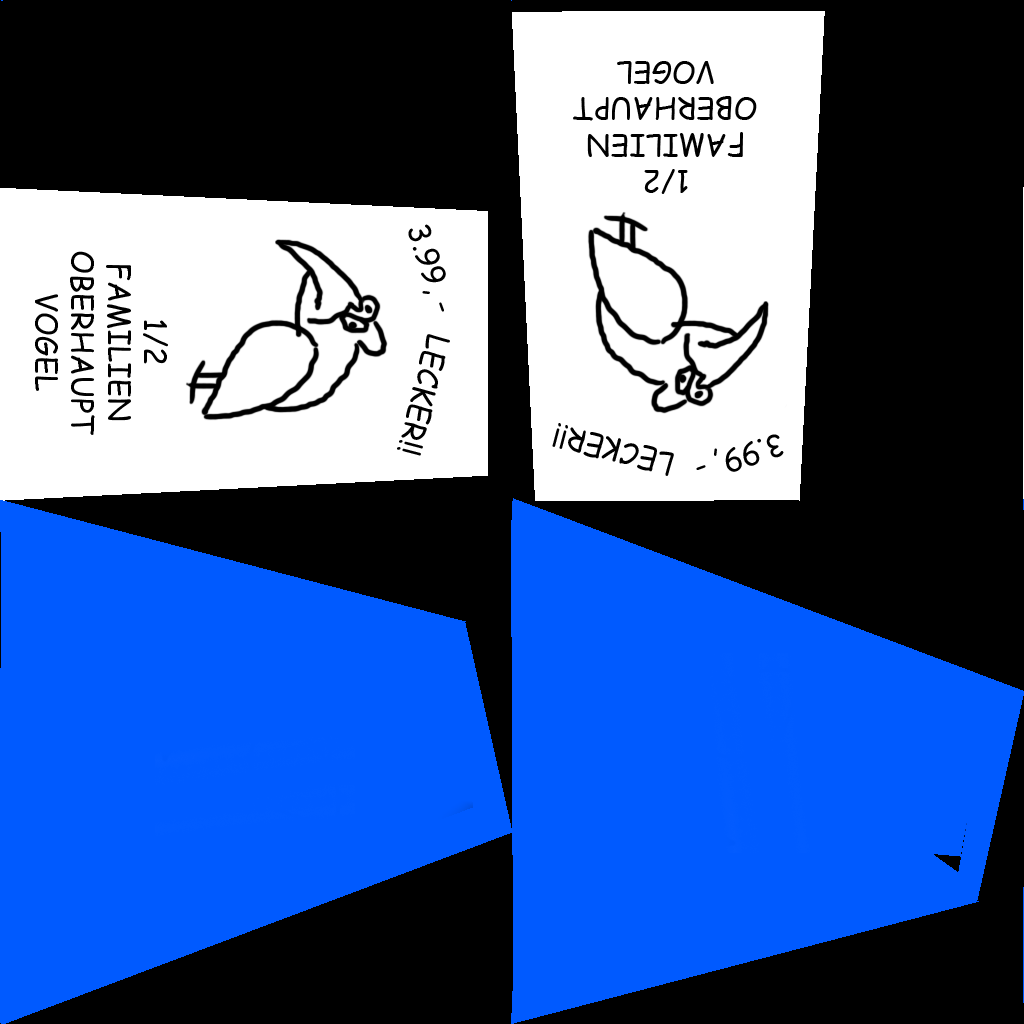 3.99,- LECKER!!
1/2
FAMILIEN
OBERHAUPT
VOGEL
3.99,- LECKER!!
1/2
FAMILIEN
OBERHAUPT
VOGEL